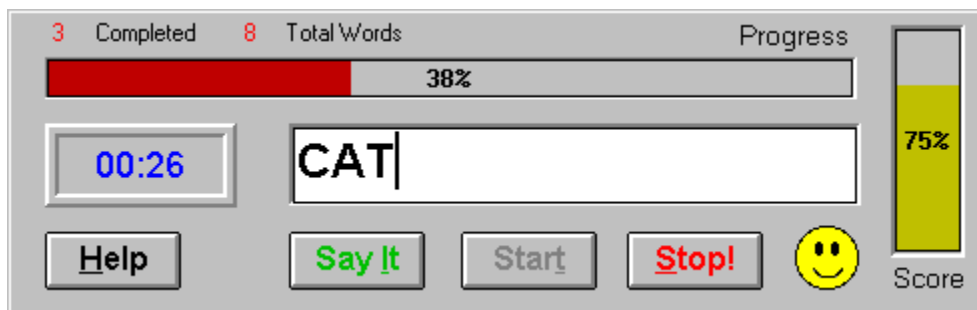 3 Completed 8 Total Words Progress
38%
75%
00:26 CAT
Help Say It Start Stop!
Score